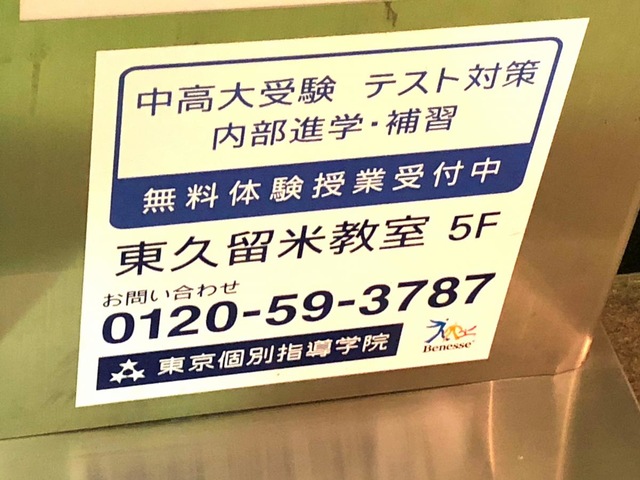 中高大受験 テスト対策
内部進学・補習
無料体験授業受付中
東久留米教室 5F
お問い合わせ
0120-59-3787
東京個別指導学院
Benesse